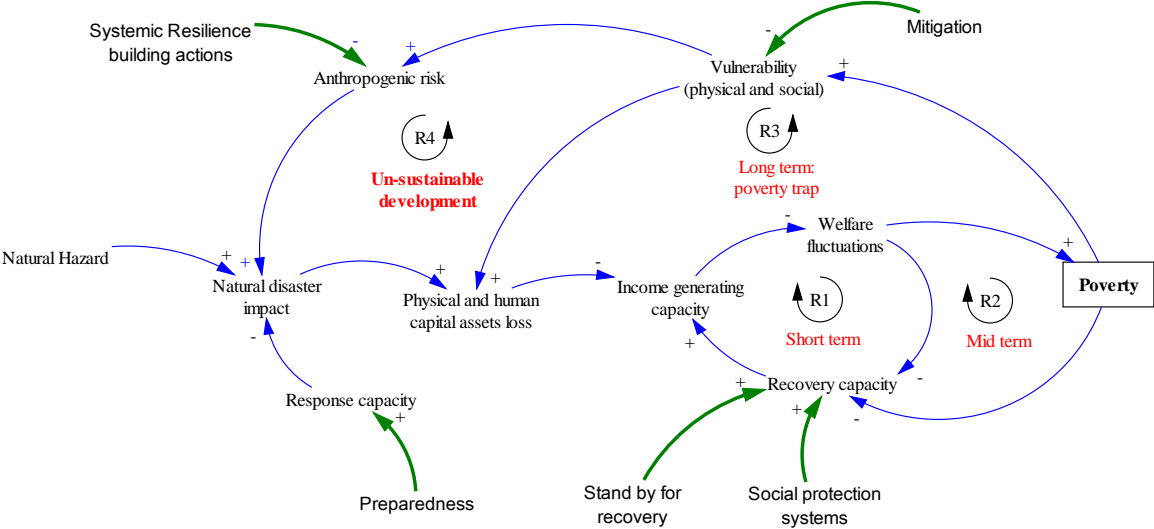 Systemic Resilience
building actions
-
+
Anthropogenic risk
-
Mitigation
Vulnerability
(physical and social)
+
R4
Un-sustainable
development
R3
Long term:
poverty trap
Natural Hazard
+
+
Natural disaster
impact
-
+
Physical and human
capital assets loss
+
-
Income generating
capacity
+
-
Welfare
fluctuations
R1
Short term
R2
Mid term
+
Poverty
Response capacity
+
Preparedness
+
Recovery capacity
-
+
-
Stand by for
recovery
Social protection
systems